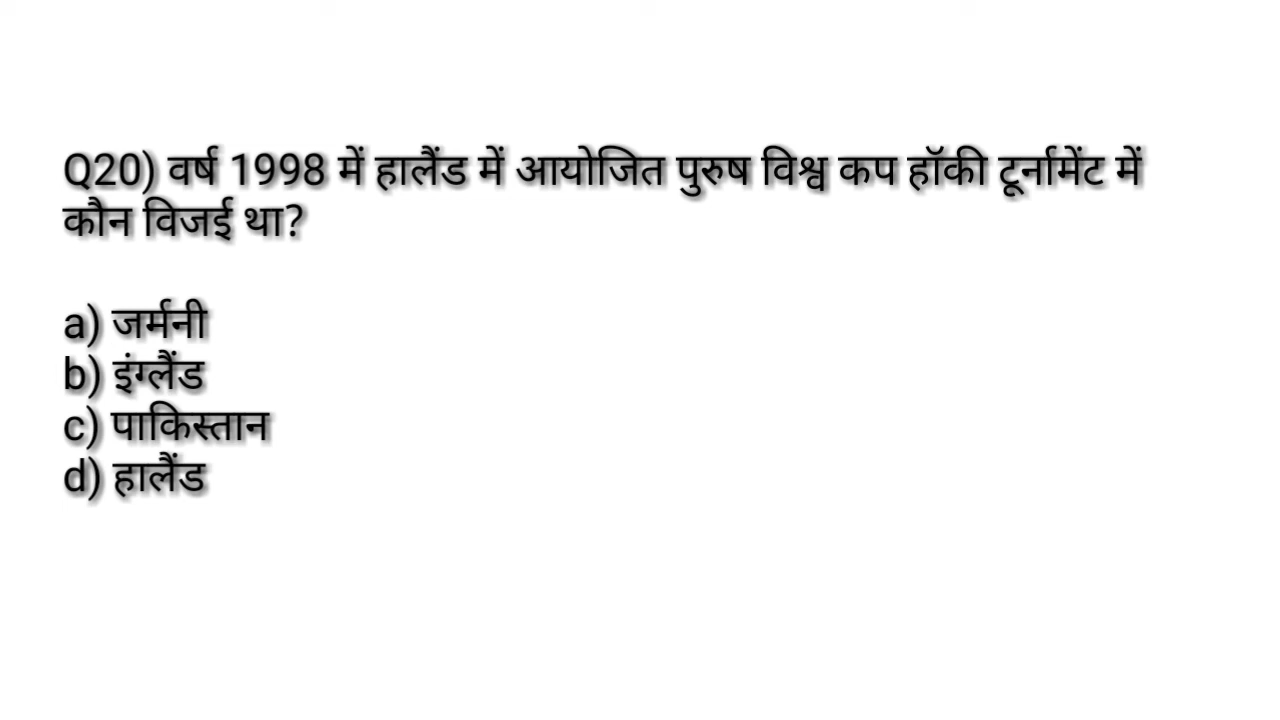 Q20) वर्ष 1998 में हालैंड में आयोजित पुरुष विश्व कप हॉकी टूर्नामेंट में
कौन विजई था?
a) जर्मनी
b) इंग्लैंड
c) पाकिस्तान
d) हालैंड